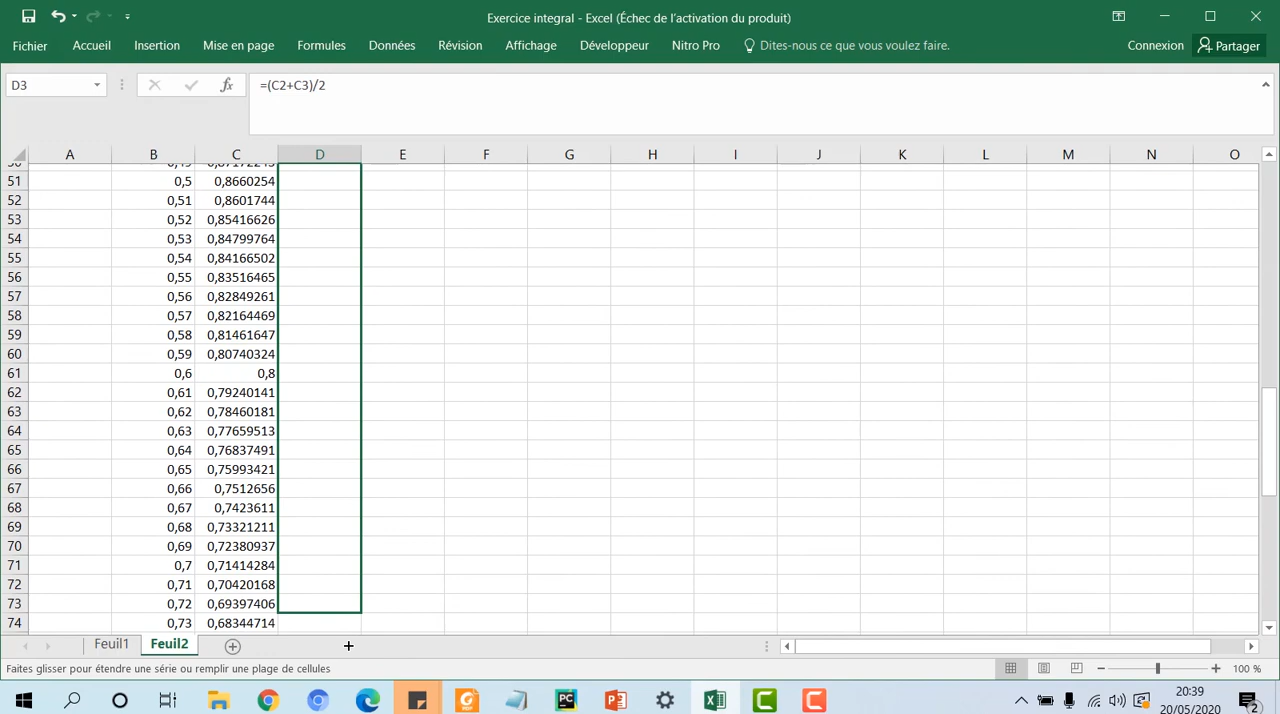 Exercice integral - Excel (Échec de l'activation du produit)
Fichier Accueil Insertion Mise en page Formules Données Révision Affichage Développeur Nitro Pro Dites-nous ce que vous voulez faire. Connexion Partager
D3 fx =(C2+C3)/2
A B C D E F G H I J K L M N O
51 0,5 0,8660254
52 0,51 0,8601744
53 0,52 0,85416626
54 0,53 0,84799764
55 0,54 0,84166502
56 0,55 0,83516465
57 0,56 0,82849261
58 0,57 0,82164469
59 0,58 0,81461647
60 0,59 0,80740324
61 0,6 0,8
62 0,61 0,79240141
63 0,62 0,78460181
64 0,63 0,77659513
65 0,64 0,76837491
66 0,65 0,75993421
67 0,66 0,7512656
68 0,67 0,7423611
69 0,68 0,73321211
70 0,69 0,72380937
71 0,7 0,71414284
72 0,71 0,70420168
73 0,72 0,69397406
74 0,73 0,68344714
Feuil1 Feuil2
Faites glisser pour étendre une série ou remplir une plage de cellules 100 %
20:39
20/05/2020